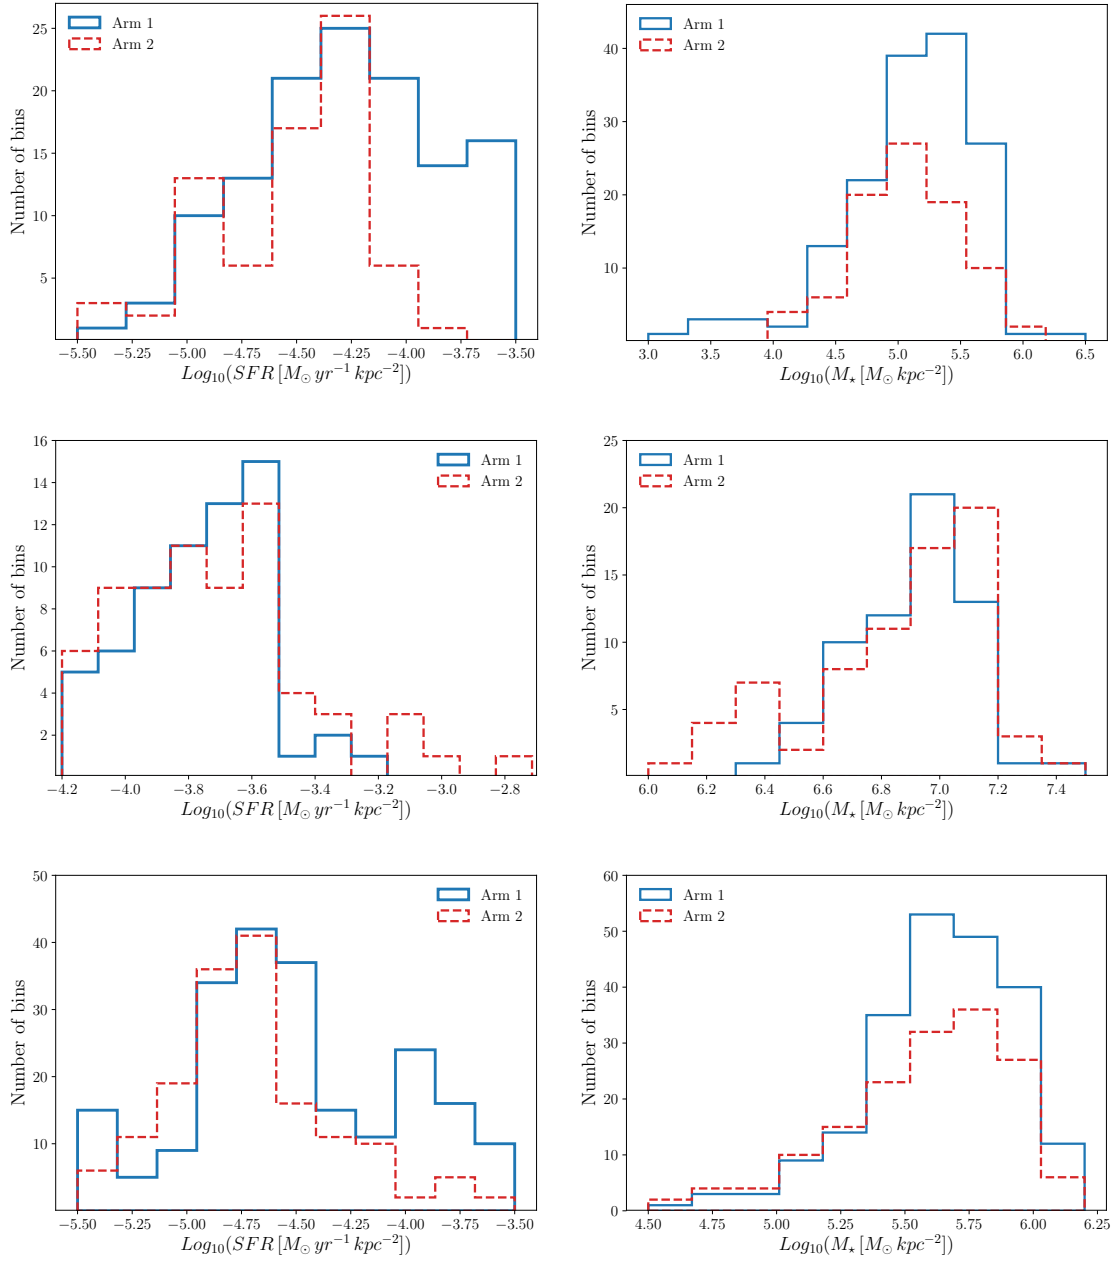 Arm 1
Arm 2
Number of bins
25
20
15
10
5
−5.50 −5.25 −5.00 −4.75 −4.50 −4.25 −4.00 −3.75 −3.50
Log₁₀(SFR [M⊙ yr⁻¹ kpc⁻²])
Arm 1
Arm 2
Number of bins
40
30
20
10
3.0 3.5 4.0 4.5 5.0 5.5 6.0 6.5
Log₁₀(M⋆ [M⊙ kpc⁻²])
Arm 1
Arm 2
Number of bins
16
14
12
10
8
6
4
2
−4.2 −4.0 −3.8 −3.6 −3.4 −3.2 −3.0 −2.8
Log₁₀(SFR [M⊙ yr⁻¹ kpc⁻²])
Arm 1
Arm 2
Number of bins
25
20
15
10
5
6.0 6.2 6.4 6.6 6.8 7.0 7.2 7.4
Log₁₀(M⋆ [M⊙ kpc⁻²])
Arm 1
Arm 2
Number of bins
50
40
30
20
10
−5.50 −5.25 −5.00 −4.75 −4.50 −4.25 −4.00 −3.75 −3.50
Log₁₀(SFR [M⊙ yr⁻¹ kpc⁻²])
Arm 1
Arm 2
Number of bins
60
50
40
30
20
10
0
4.50 4.75 5.00 5.25 5.50 5.75 6.00 6.25
Log₁₀(M⋆ [M⊙ kpc⁻²])